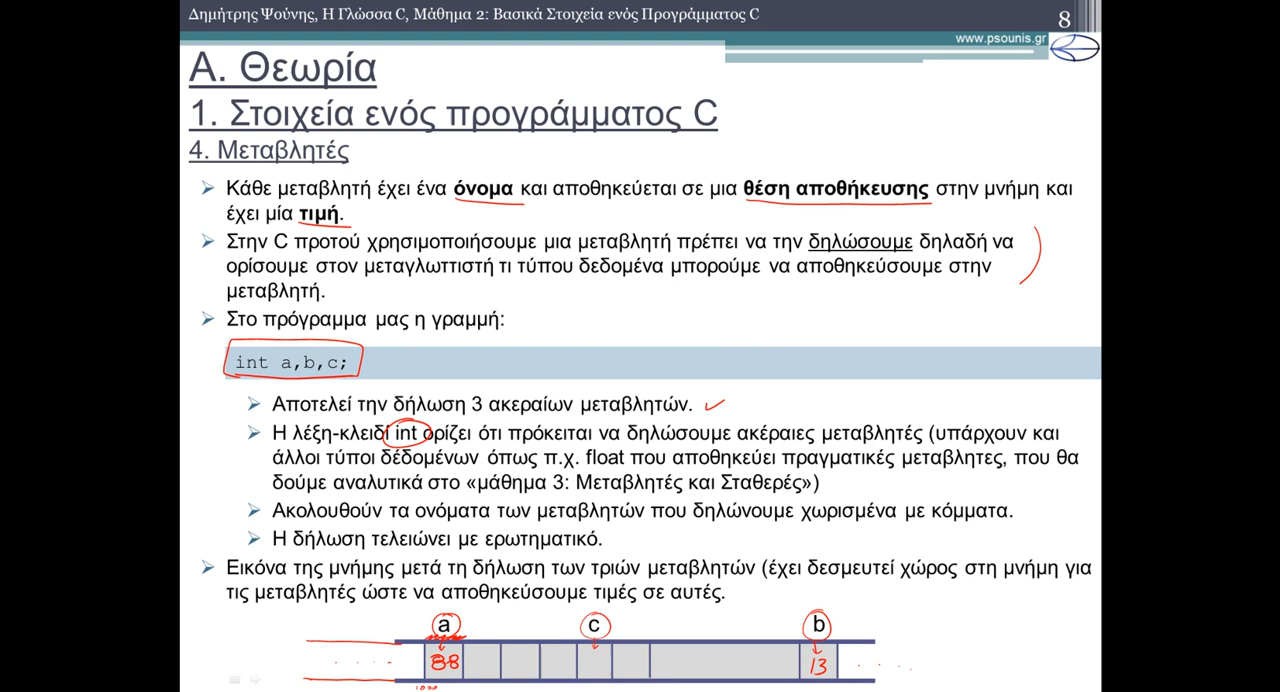 Δημήτρης Ψούνης, Η Γλώσσα C, Μάθημα 2: Βασικά Στοιχεία ενός Προγράμματος C
8
www.psounis.gr
Α. Θεωρία
1. Στοιχεία ενός προγράμματος C
4. Μεταβλητές
Κάθε μεταβλητή έχει ένα όνομα και αποθηκεύεται σε μια θέση αποθήκευσης στην μνήμη και
έχει μία τιμή.
Στην C προτού χρησιμοποιήσουμε μια μεταβλητή πρέπει να την δηλώσουμε δηλαδή να
ορίσουμε στον μεταγλωττιστή τι τύπου δεδομένα μπορούμε να αποθηκεύσουμε στην
μεταβλητή.
Στο πρόγραμμα μας η γραμμή:
int a,b,c;
Αποτελεί την δήλωση 3 ακεραίων μεταβλητών.
Η λέξη-κλειδί int ορίζει ότι πρόκειται να δηλώσουμε ακέραιες μεταβλητές (υπάρχουν και
άλλοι τύποι δεδομένων όπως π.χ. float που αποθηκεύει πραγματικές μεταβλητες, που θα
δούμε αναλυτικά στο «μάθημα 3: Μεταβλητές και Σταθερές»)
Ακολουθούν τα ονόματα των μεταβλητών που δηλώνουμε χωρισμένα με κόμματα.
Η δήλωση τελειώνει με ερωτηματικό.
Εικόνα της μνήμης μετά τη δήλωση των τριών μεταβλητών (έχει δεσμευτεί χώρος στη μνήμη για
τις μεταβλητές ώστε να αποθηκεύσουμε τιμές σε αυτές.
a c b
88 13